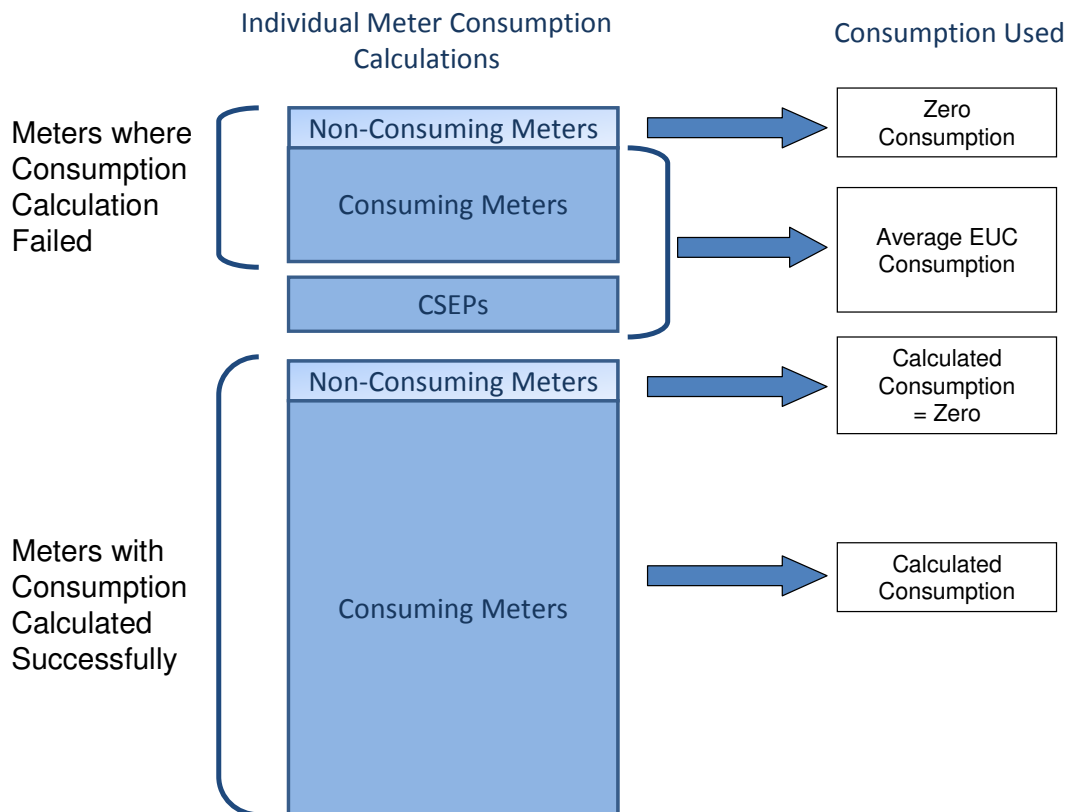 Individual Meter Consumption
Calculations
Consumption Used
Meters where
Consumption
Calculation
Failed
Non-Consuming Meters
Zero
Consumption
Consuming Meters
Average EUC
Consumption
CSEPs
Non-Consuming Meters
Calculated
Consumption
= Zero
Meters with
Consumption
Calculated
Successfully
Consuming Meters
Calculated
Consumption